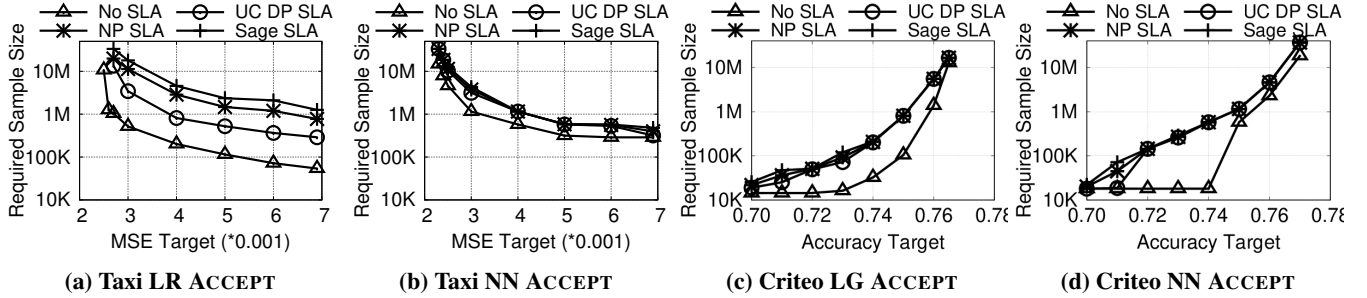 No SLA
NP SLA
UC DP SLA
Sage SLA
Required Sample Size
10M
1M
100K
10K
2 3 4 5 6 7
MSE Target (*0.001)
(a) Taxi LR ACCEPT
No SLA
NP SLA
UC DP SLA
Sage SLA
Required Sample Size
10M
1M
100K
10K
2 3 4 5 6 7
MSE Target (*0.001)
(b) Taxi NN ACCEPT
No SLA
NP SLA
UC DP SLA
Sage SLA
Required Sample Size
10M
1M
100K
10K
0.70 0.72 0.74 0.76 0.78
Accuracy Target
(c) Criteo LG ACCEPT
No SLA
NP SLA
UC DP SLA
Sage SLA
Required Sample Size
10M
1M
100K
10K
0.70 0.72 0.74 0.76 0.78
Accuracy Target
(d) Criteo NN ACCEPT